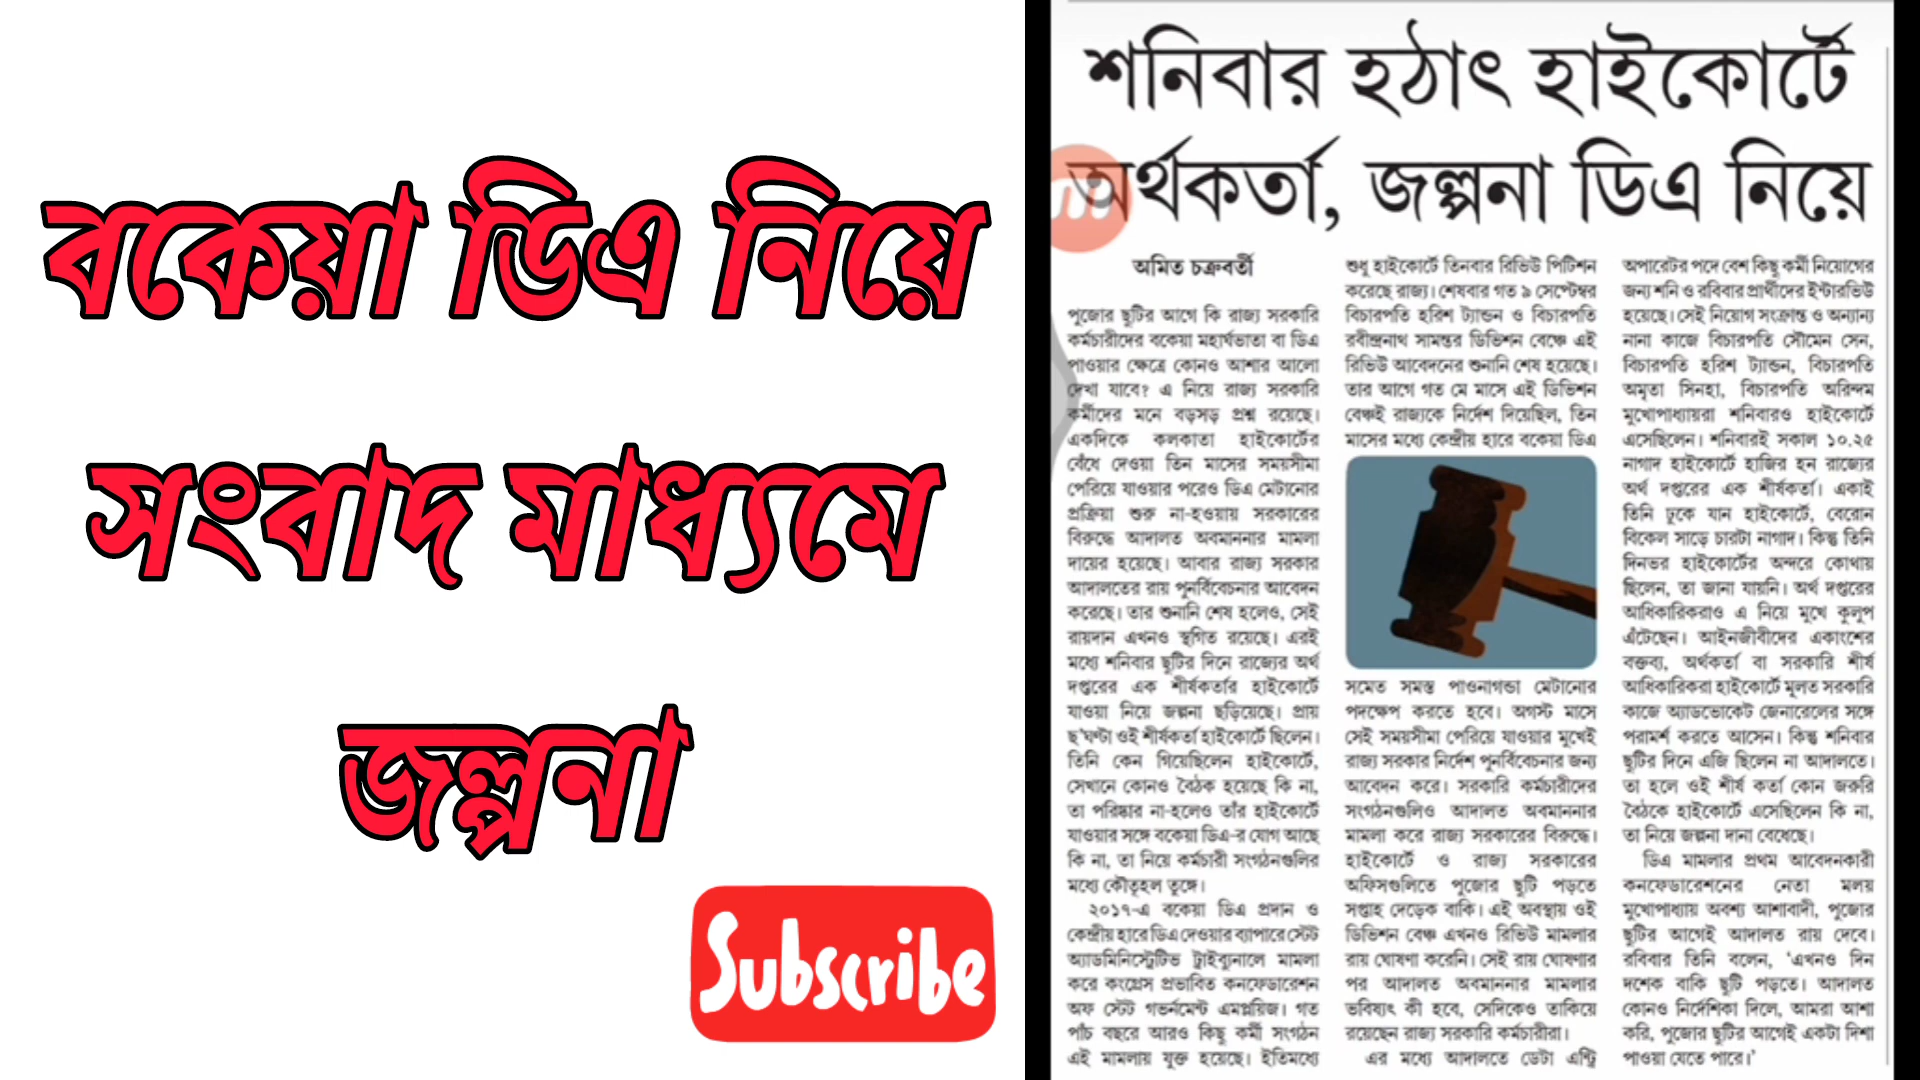 বকেয়া ডিএ নিয়ে
সংবাদ মাধ্যমে
জল্পনা
Subscribe
শনিবার হঠাৎ হাইকোর্টে
অর্থকর্তা, জল্পনা ডিএ নিয়ে
অমিত চক্রবর্তী
পুজোর ছুটির আগে কি রাজ্য সরকারি
কর্মচারীদের বকেয়া মহার্ঘভাতা বা ডিএ
পাওয়ার ক্ষেত্রে কোনও আশার আলো
দেখা যাবে? এ নিয়ে রাজ্য সরকারি
কর্মীদের মনে বড়সড় প্রশ্ন রয়েছে।
একদিকে কলকাতা হাইকোর্টের
বেঁধে দেওয়া তিন মাসের সময়সীমা
পেরিয়ে যাওয়ার পরেও ডিএ মেটানোর
প্রক্রিয়া শুরু না-হওয়ায় সরকারের
বিরুদ্ধে আদালত অবমাননার মামলা
দায়ের হয়েছে। আবার রাজ্য সরকার
আদালতের রায় পুনর্বিবেচনার আবেদন
করেছে। তার শুনানি শেষ হলেও, সেই
রায়দান এখনও স্থগিত রয়েছে। এরই
মধ্যে শনিবার ছুটির দিনে রাজ্যের অর্থ
দপ্তরের এক শীর্ষকর্তার হাইকোর্টে
যাওয়া নিয়ে জল্পনা ছড়িয়েছে। প্রায়
ছ'ঘণ্টা ওই শীর্ষকর্তা হাইকোর্টে ছিলেন।
তিনি কেন গিয়েছিলেন হাইকোর্টে,
সেখানে কোনও বৈঠক হয়েছে কি না,
তা পরিষ্কার না-হলেও তাঁর হাইকোর্টে
যাওয়ার সঙ্গে বকেয়া ডিএ-র যোগ আছে
কি না, তা নিয়ে কর্মচারী সংগঠনগুলির
মধ্যে কৌতূহল তুঙ্গে।
২০১৭-এ বকেয়া ডিএ প্রদান ও
কেন্দ্রীয় হারে ডিএ দেওয়ার ব্যাপারে স্টেট
অ্যাডমিনিস্ট্রেটিভ ট্রাইব্যুনালে মামলা
করে কংগ্রেস প্রভাবিত কনফেডারেশন
অফ স্টেট গভর্নমেন্ট এমপ্লয়িজ। গত
পাঁচ বছরে আরও কিছু কর্মী সংগঠন
এই মামলায় যুক্ত হয়েছে। ইতিমধ্যে
শুধু হাইকোর্টে তিনবার রিভিউ পিটিশন
করেছে রাজ্য। শেষবার গত ৯ সেপ্টেম্বর
বিচারপতি হরিশ ট্যান্ডন ও বিচারপতি
রবীন্দ্রনাথ সামন্তর ডিভিশন বেঞ্চে এই
রিভিউ আবেদনের শুনানি শেষ হয়েছে।
তার আগে গত মে মাসে এই ডিভিশন
বেঞ্চই রাজ্যকে নির্দেশ দিয়েছিল, তিন
মাসের মধ্যে কেন্দ্রীয় হারে বকেয়া ডিএ
সমেত সমস্ত পাওনাগন্ডা মেটানোর
পদক্ষেপ করতে হবে। অগস্ট মাসে
সেই সময়সীমা পেরিয়ে যাওয়ার মুখেই
রাজ্য সরকার নির্দেশ পুনর্বিবেচনার জন্য
আবেদন করে। সরকারি কর্মচারীদের
সংগঠনগুলিও আদালত অবমাননার
মামলা করে রাজ্য সরকারের বিরুদ্ধে।
হাইকোর্টে ও রাজ্য সরকারের
অফিসগুলিতে পুজোর ছুটি পড়তে
সপ্তাহ দেড়েক বাকি। এই অবস্থায় ওই
ডিভিশন বেঞ্চ এখনও রিভিউ মামলার
রায় ঘোষণা করেনি। সেই রায় ঘোষণার
পর আদালত অবমাননার মামলার
ভবিষ্যৎ কী হবে, সেদিকেও তাকিয়ে
রয়েছেন রাজ্য সরকারি কর্মচারীরা।
এর মধ্যে আদালতে ডেটা এন্ট্রি
অপারেটর পদে বেশ কিছু কর্মী নিয়োগের
জন্য শনি ও রবিবার প্রার্থীদের ইন্টারভিউ
হয়েছে। সেই নিয়োগ সংক্রান্ত ও অন্যান্য
নানা কাজে বিচারপতি সৌমেন সেন,
বিচারপতি হরিশ ট্যান্ডন, বিচারপতি
অমৃতা সিনহা, বিচারপতি অরিন্দম
মুখোপাধ্যায়রা শনিবারও হাইকোর্টে
এসেছিলেন। শনিবারই সকাল ১০.২৫
নাগাদ হাইকোর্টে হাজির হন রাজ্যের
অর্থ দপ্তরের এক শীর্ষকর্তা। একাই
তিনি ঢুকে যান হাইকোর্টে, বেরোন
বিকেল সাড়ে চারটা নাগাদ। কিন্তু তিনি
দিনভর হাইকোর্টের অন্দরে কোথায়
ছিলেন, তা জানা যায়নি। অর্থ দপ্তরের
আধিকারিকরাও এ নিয়ে মুখে কুলুপ
এঁটেছেন। আইনজীবীদের একাংশের
বক্তব্য, অর্থকর্তা বা সরকারি শীর্ষ
আধিকারিকরা হাইকোর্টে মূলত সরকারি
কাজে অ্যাডভোকেট জেনারেলের সঙ্গে
পরামর্শ করতে আসেন। কিন্তু শনিবার
ছুটির দিনে এজি ছিলেন না আদালতে।
তা হলে ওই শীর্ষ কর্তা কোন জরুরি
বৈঠকে হাইকোর্টে এসেছিলেন কি না,
তা নিয়ে জল্পনা দানা বেধেছে।
ডিএ মামলার প্রথম আবেদনকারী
কনফেডারেশনের নেতা মলয়
মুখোপাধ্যায় অবশ্য আশাবাদী, পুজোর
ছুটির আগেই আদালত রায় দেবে।
রবিবার তিনি বলেন, 'এখনও দিন
দশেক বাকি ছুটি পড়তে। আদালত
কোনও নির্দেশিকা দিলে, আমরা আশা
করি, পুজোর ছুটির আগেই একটা দিশা
পাওয়া যেতে পারে।'